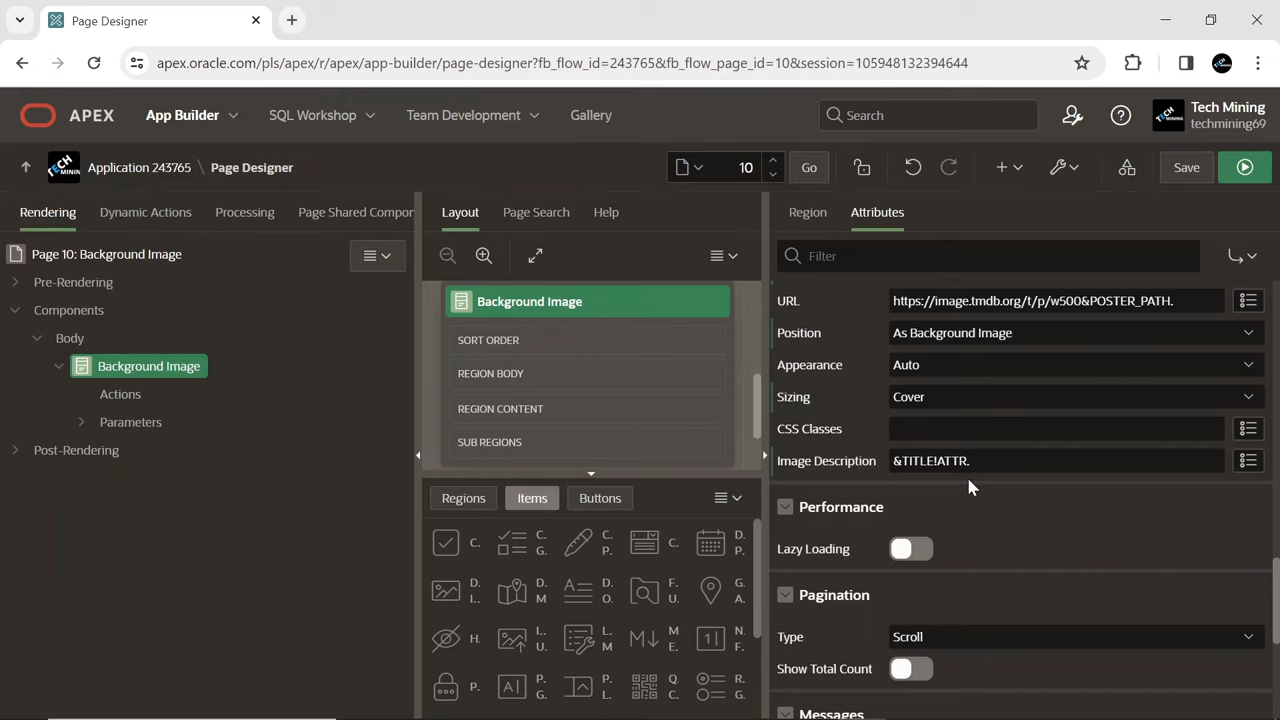 Page Designer
apex.oracle.com/pls/apex/r/apex/app-builder/page-designer?fb_flow_id=243765&fb_flow_page_id=10&session=105948132394644
APEX
App Builder
SQL Workshop
Team Development
Gallery
Search
Tech Mining
techmining69
Application 243765 \ Page Designer
10
Go
Save
Rendering
Dynamic Actions
Processing
Page Shared Compor
Layout
Page Search
Help
Region
Attributes
Page 10: Background Image
Pre-Rendering
Components
Body
Background Image
Actions
Parameters
Post-Rendering
Background Image
SORT ORDER
REGION BODY
REGION CONTENT
SUB REGIONS
Regions
Items
Buttons
C.
C.
G.
C.
P.
C.
D.
P.
D.
I..
D.
M
D.
O.
F.
U.
G.
A.
H.
I..
U.
L.
M
M
E.
N.
F.
P.
P.
G.
P.
L.
Q.
C.
R.
G.
Filter
URL
https://image.tmdb.org/t/p/w500&POSTER_PATH.
Position
As Background Image
Appearance
Auto
Sizing
Cover
CSS Classes
Image Description
&TITLE!ATTR.
Performance
Lazy Loading
Pagination
Type
Scroll
Show Total Count
Messages